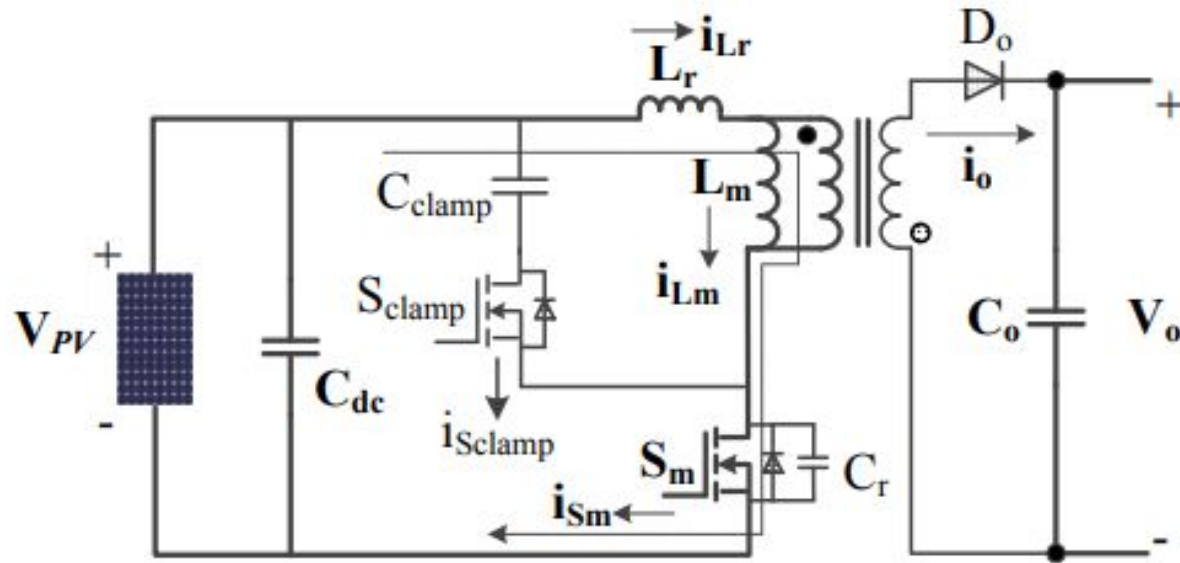 iLr
Lr
Do
+
Cclamp
Lm
io
+
Sclamp
iLm
VPV
Co
Vo
Cdc
-
iSclamp
Sm
Cr
iSm
-